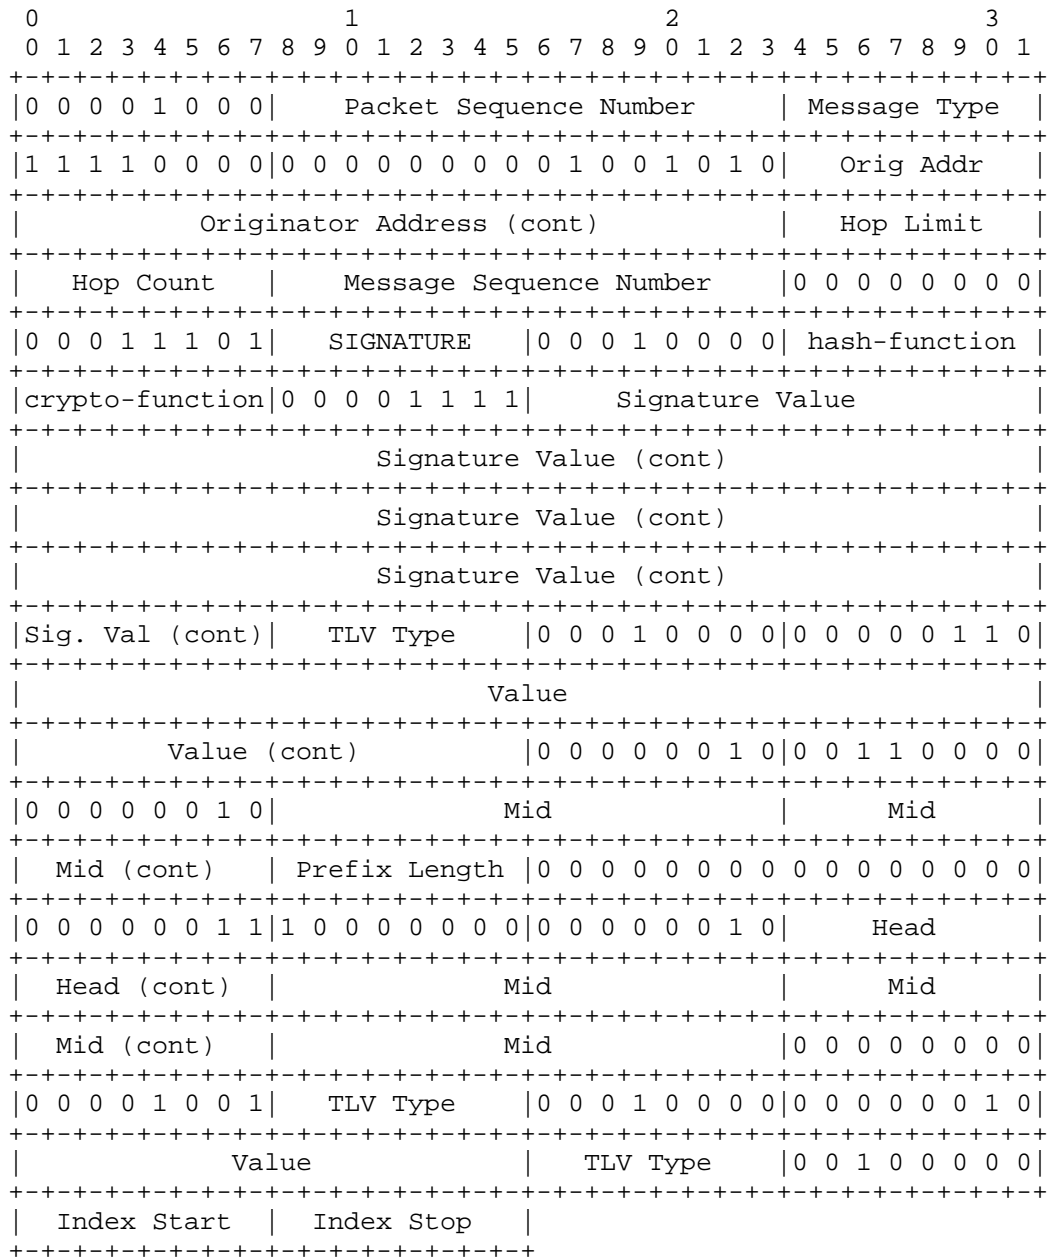 0                   1                   2                   3
 0 1 2 3 4 5 6 7 8 9 0 1 2 3 4 5 6 7 8 9 0 1 2 3 4 5 6 7 8 9 0 1
+-+-+-+-+-+-+-+-+-+-+-+-+-+-+-+-+-+-+-+-+-+-+-+-+-+-+-+-+-+-+-+-+
|0 0 0 0 1 0 0 0|    Packet Sequence Number     | Message Type  |
+-+-+-+-+-+-+-+-+-+-+-+-+-+-+-+-+-+-+-+-+-+-+-+-+-+-+-+-+-+-+-+-+
|1 1 1 1 0 0 0 0|0 0 0 0 0 0 0 0 0 1 0 0 1 0 1 0|   Orig Addr   |
+-+-+-+-+-+-+-+-+-+-+-+-+-+-+-+-+-+-+-+-+-+-+-+-+-+-+-+-+-+-+-+-+
|           Originator Address (cont)           |   Hop Limit   |
+-+-+-+-+-+-+-+-+-+-+-+-+-+-+-+-+-+-+-+-+-+-+-+-+-+-+-+-+-+-+-+-+
|   Hop Count   |    Message Sequence Number    |0 0 0 0 0 0 0 0|
+-+-+-+-+-+-+-+-+-+-+-+-+-+-+-+-+-+-+-+-+-+-+-+-+-+-+-+-+-+-+-+-+
|0 0 0 1 1 1 0 1|   SIGNATURE   |0 0 0 1 0 0 0 0| hash-function |
+-+-+-+-+-+-+-+-+-+-+-+-+-+-+-+-+-+-+-+-+-+-+-+-+-+-+-+-+-+-+-+-+
|crypto-function|0 0 0 0 1 1 1 1|     Signature Value           |
+-+-+-+-+-+-+-+-+-+-+-+-+-+-+-+-+-+-+-+-+-+-+-+-+-+-+-+-+-+-+-+-+
|                      Signature Value (cont)                   |
+-+-+-+-+-+-+-+-+-+-+-+-+-+-+-+-+-+-+-+-+-+-+-+-+-+-+-+-+-+-+-+-+
|                      Signature Value (cont)                   |
+-+-+-+-+-+-+-+-+-+-+-+-+-+-+-+-+-+-+-+-+-+-+-+-+-+-+-+-+-+-+-+-+
|                      Signature Value (cont)                   |
+-+-+-+-+-+-+-+-+-+-+-+-+-+-+-+-+-+-+-+-+-+-+-+-+-+-+-+-+-+-+-+-+
|Sig. Val (cont)|   TLV Type    |0 0 0 1 0 0 0 0|0 0 0 0 0 1 1 0|
+-+-+-+-+-+-+-+-+-+-+-+-+-+-+-+-+-+-+-+-+-+-+-+-+-+-+-+-+-+-+-+-+
|                             Value                             |
+-+-+-+-+-+-+-+-+-+-+-+-+-+-+-+-+-+-+-+-+-+-+-+-+-+-+-+-+-+-+-+-+
|         Value (cont)          |0 0 0 0 0 0 1 0|0 0 1 1 0 0 0 0|
+-+-+-+-+-+-+-+-+-+-+-+-+-+-+-+-+-+-+-+-+-+-+-+-+-+-+-+-+-+-+-+-+
|0 0 0 0 0 0 1 0|              Mid              |      Mid      |
+-+-+-+-+-+-+-+-+-+-+-+-+-+-+-+-+-+-+-+-+-+-+-+-+-+-+-+-+-+-+-+-+
|  Mid (cont)   | Prefix Length |0 0 0 0 0 0 0 0 0 0 0 0 0 0 0 0|
+-+-+-+-+-+-+-+-+-+-+-+-+-+-+-+-+-+-+-+-+-+-+-+-+-+-+-+-+-+-+-+-+
|0 0 0 0 0 0 1 1|1 0 0 0 0 0 0 0|0 0 0 0 0 0 1 0|     Head      |
+-+-+-+-+-+-+-+-+-+-+-+-+-+-+-+-+-+-+-+-+-+-+-+-+-+-+-+-+-+-+-+-+
|  Head (cont)  |              Mid              |      Mid      |
+-+-+-+-+-+-+-+-+-+-+-+-+-+-+-+-+-+-+-+-+-+-+-+-+-+-+-+-+-+-+-+-+
|  Mid (cont)   |              Mid              |0 0 0 0 0 0 0 0|
+-+-+-+-+-+-+-+-+-+-+-+-+-+-+-+-+-+-+-+-+-+-+-+-+-+-+-+-+-+-+-+-+
|0 0 0 0 1 0 0 1|   TLV Type    |0 0 0 1 0 0 0 0|0 0 0 0 0 0 1 0|
+-+-+-+-+-+-+-+-+-+-+-+-+-+-+-+-+-+-+-+-+-+-+-+-+-+-+-+-+-+-+-+-+
|             Value             |   TLV Type    |0 0 1 0 0 0 0 0|
+-+-+-+-+-+-+-+-+-+-+-+-+-+-+-+-+-+-+-+-+-+-+-+-+-+-+-+-+-+-+-+-+
|  Index Start  |  Index Stop   |
+-+-+-+-+-+-+-+-+-+-+-+-+-+-+-+-+